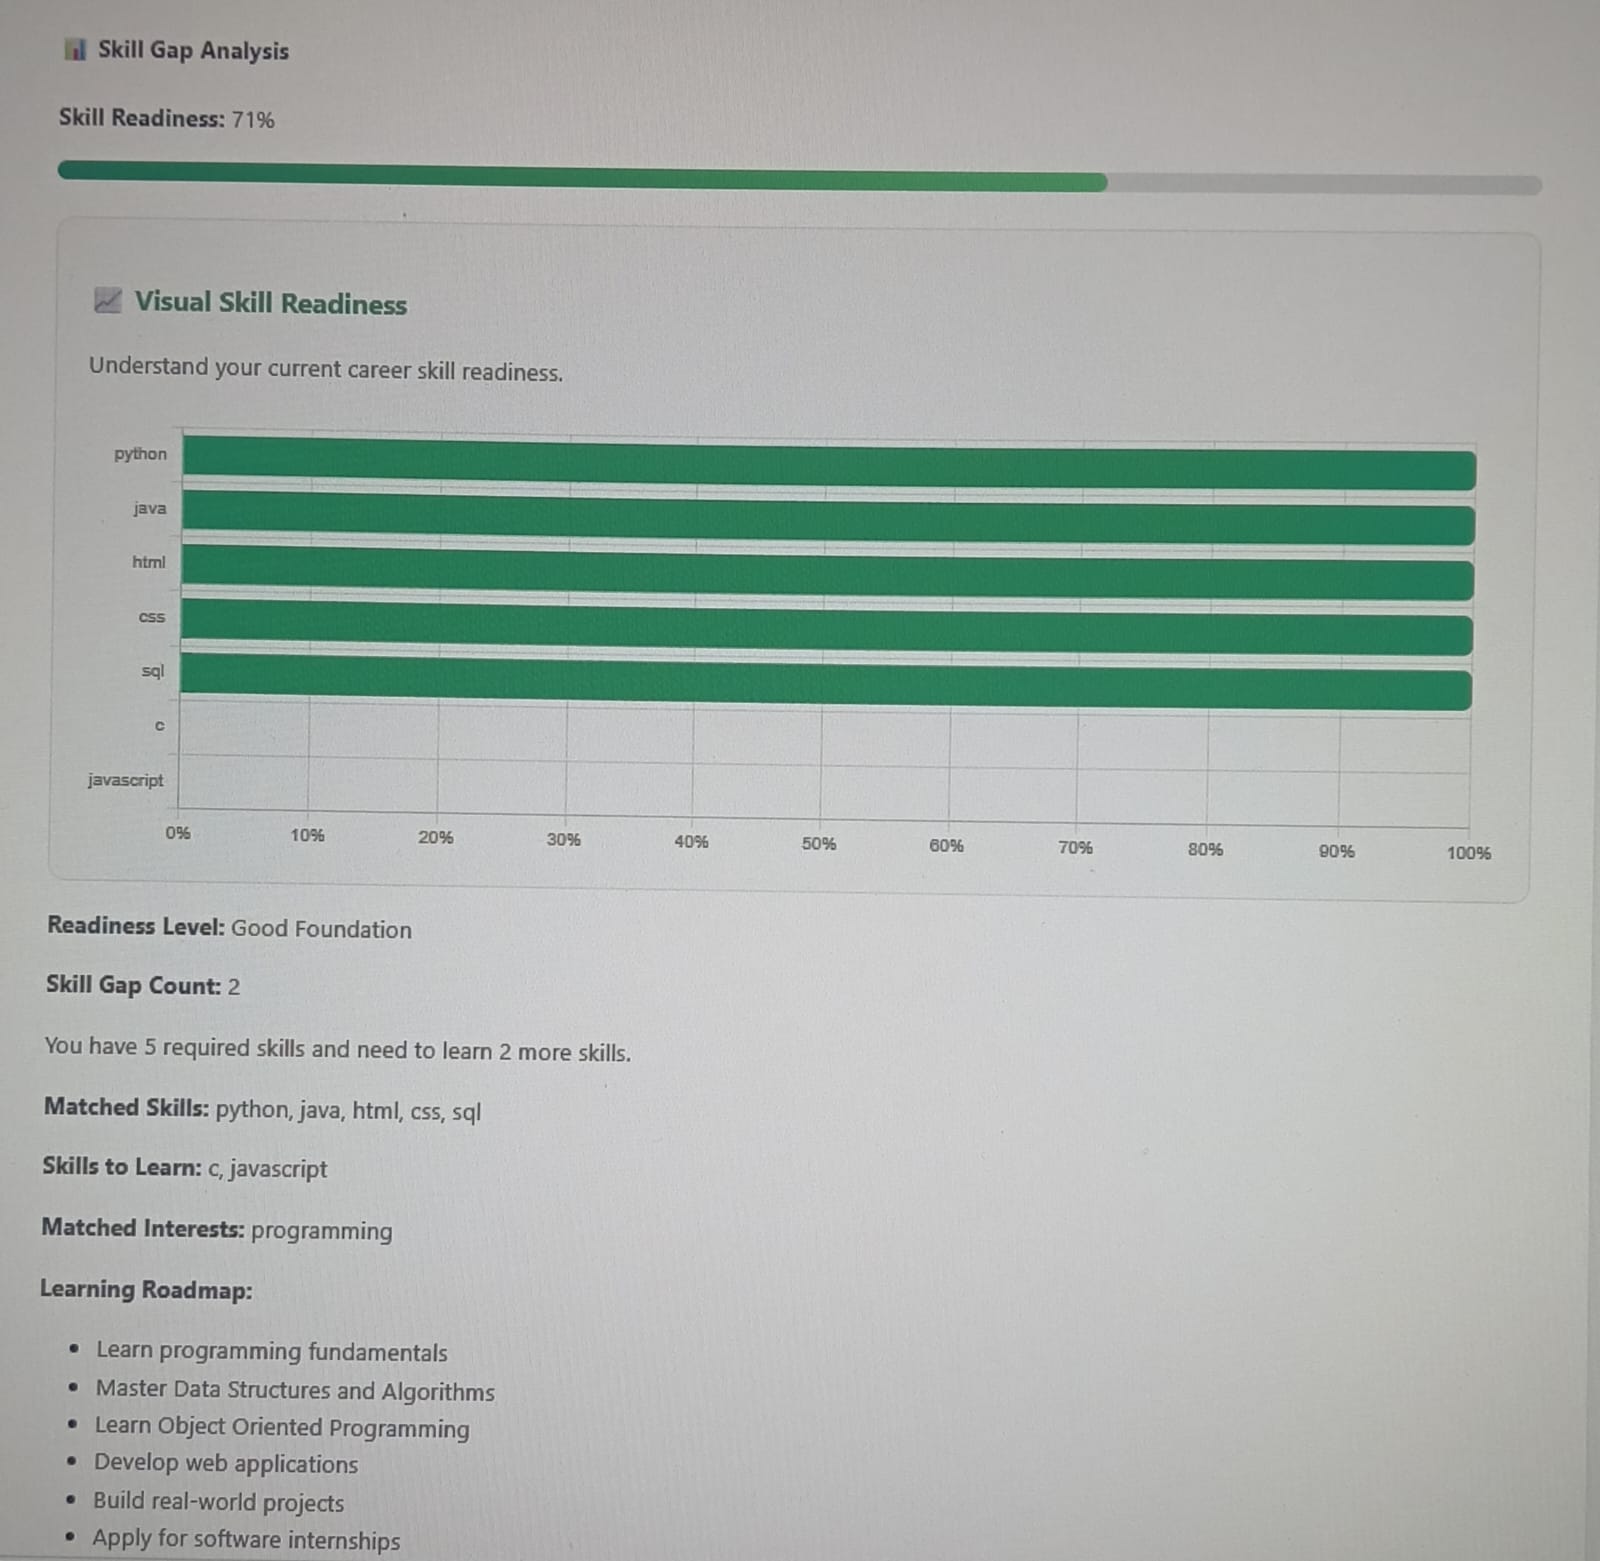 Skill Gap Analysis
Skill Readiness: 71%
Visual Skill Readiness
Understand your current career skill readiness.
python
java
html
css
sql
c
javascript
0% 10% 20% 30% 40% 50% 60% 70% 80% 90% 100%
Readiness Level: Good Foundation
Skill Gap Count: 2
You have 5 required skills and need to learn 2 more skills.
Matched Skills: python, java, html, css, sql
Skills to Learn: c, javascript
Matched Interests: programming
Learning Roadmap:
• Learn programming fundamentals
• Master Data Structures and Algorithms
• Learn Object Oriented Programming
• Develop web applications
• Build real-world projects
• Apply for software internships